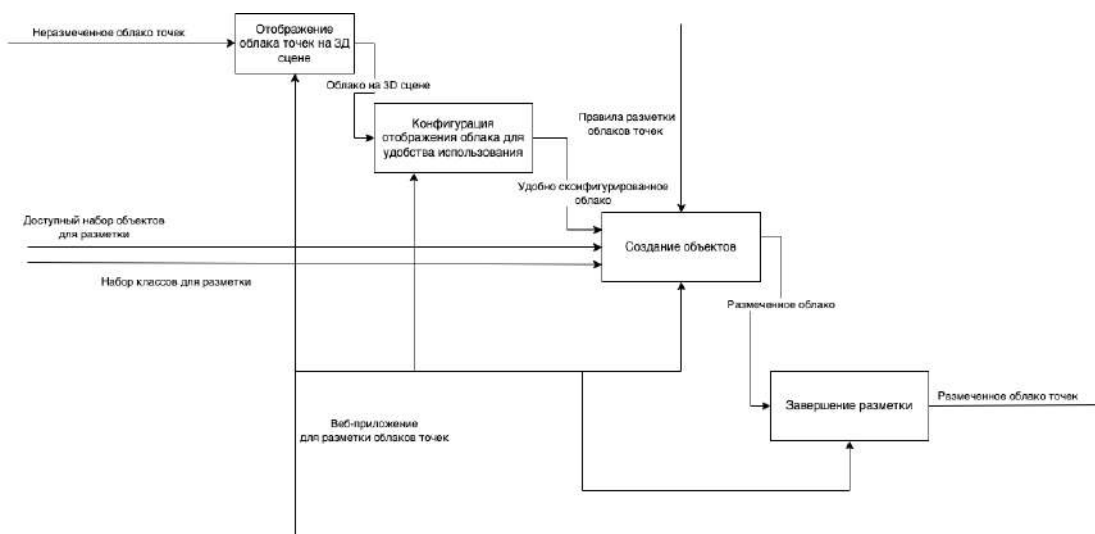 Неразмеченное облако точек
Отображение
облака точек на 3Д
сцене
Облако на 3D сцене
Конфигурация
отображения облака для
удобства использования
Правила разметки
облаков точек
Удобно сконфигурированное
облако
Доступный набор объектов
для разметки
Набор классов для разметки
Создание объектов
Размеченное облако
Завершение разметки
Размеченное облако точек
Веб-приложение
для разметки облаков точек